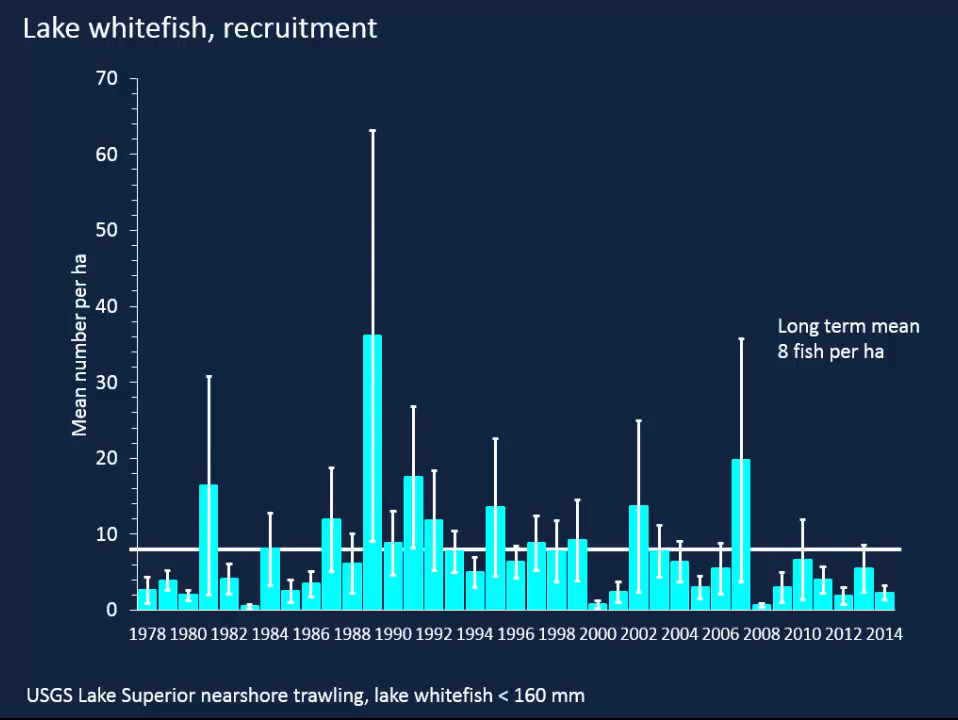 Lake whitefish, recruitment
70
60
50
40
30
20
10
0
Mean number per ha
Long term mean
8 fish per ha
1978 1980 1982 1984 1986 1988 1990 1992 1994 1996 1998 2000 2002 2004 2006 2008 2010 2012 2014
USGS Lake Superior nearshore trawling, lake whitefish < 160 mm